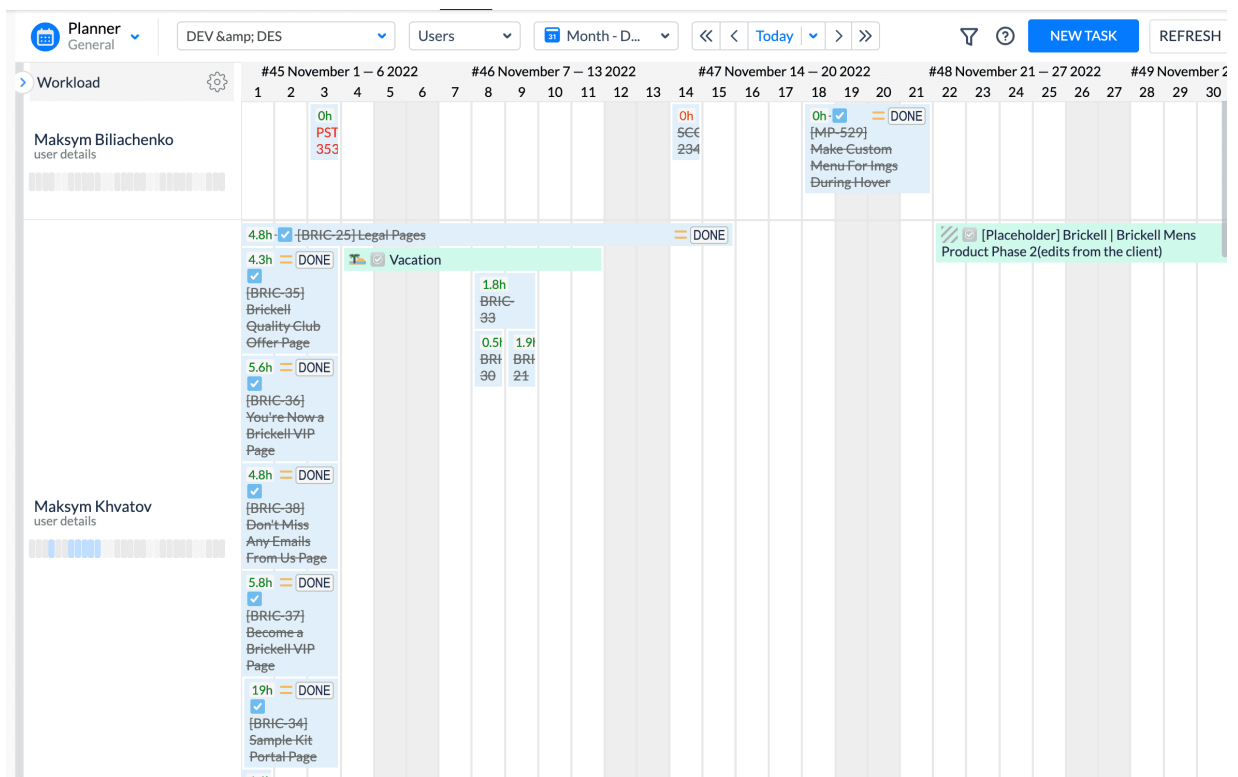 Planner
General
DEV &amp; DES
Users
31 Month - D...
Today
NEW TASK
REFRESH
Workload
#45 November 1 – 6 2022
#46 November 7 – 13 2022
#47 November 14 – 20 2022
#48 November 21 – 27 2022
#49 November 2
1 2 3 4 5 6 7 8 9 10 11 12 13 14 15 16 17 18 19 20 21 22 23 24 25 26 27 28 29 30
Maksym Biliachenko
user details
0h
PST
353
0h
SCC
234
0h DONE
[MP-529]
Make Custom
Menu For Imgs
During Hover
Maksym Khvatov
user details
4.8h [BRIC-25] Legal Pages DONE
4.3h DONE
[BRIC-35]
Brickell
Quality Club
Offer Page
Vacation
1.8h
BRIC-
33
0.5h
BRI
30
1.9h
BRI
21
[Placeholder] Brickell | Brickell Mens
Product Phase 2(edits from the client)
5.6h DONE
[BRIC-36]
You're Now a
Brickell VIP
Page
4.8h DONE
[BRIC-38]
Don't Miss
Any Emails
From Us Page
5.8h DONE
[BRIC-37]
Become a
Brickell VIP
Page
19h DONE
[BRIC-34]
Sample Kit
Portal Page